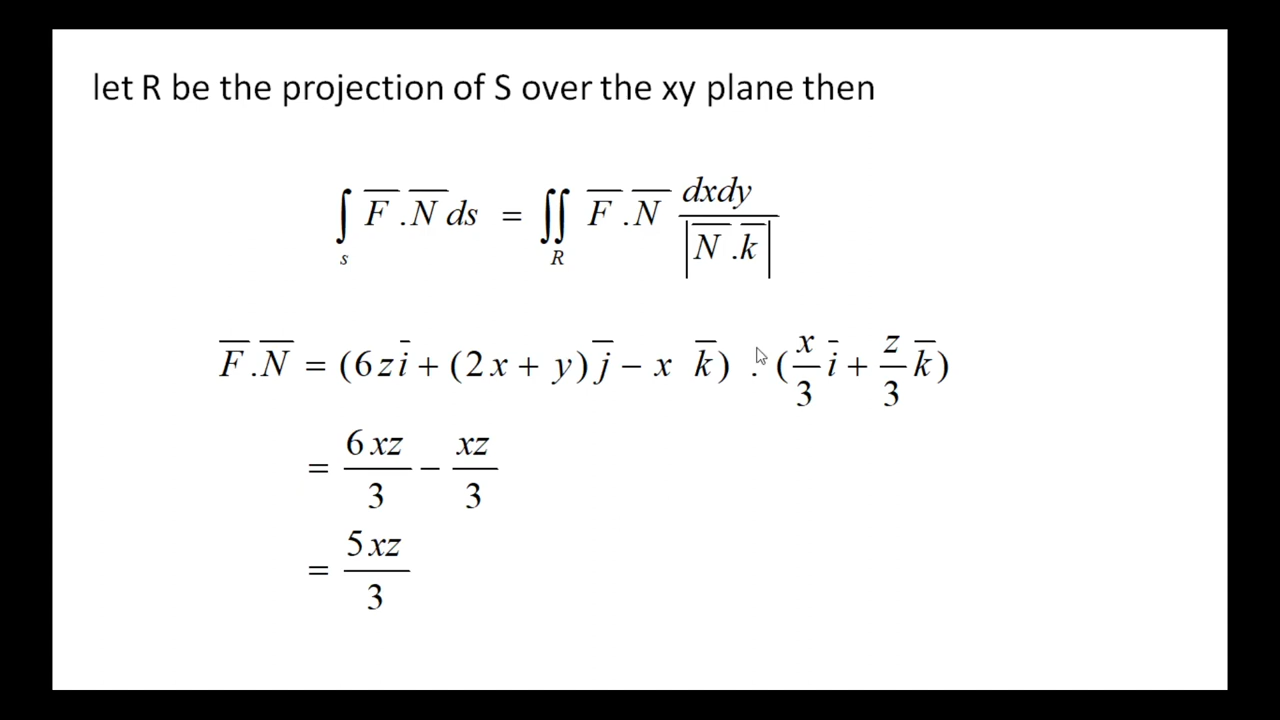 let R be the projection of S over the xy plane then
∫_s F̅ . N̅ ds = ∬_R F̅ . N̅ dxdy / |N̅ . k̅|
F̅ . N̅ = (6z i̅ + (2x + y) j̅ − x k̅) . (x/3 i̅ + z/3 k̅)
= 6xz/3 − xz/3
= 5xz/3